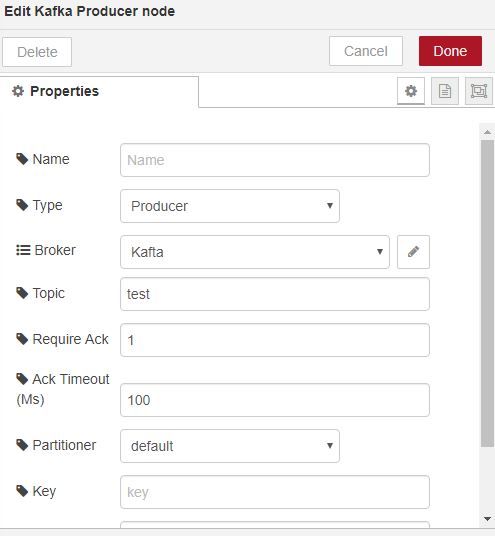 Edit Kafka Producer node
Delete
Cancel
Done
Properties
Name
Name
Type
Producer
Broker
Kafta
Topic
test
Require Ack
1
Ack Timeout
(Ms)
100
Partitioner
default
Key
key